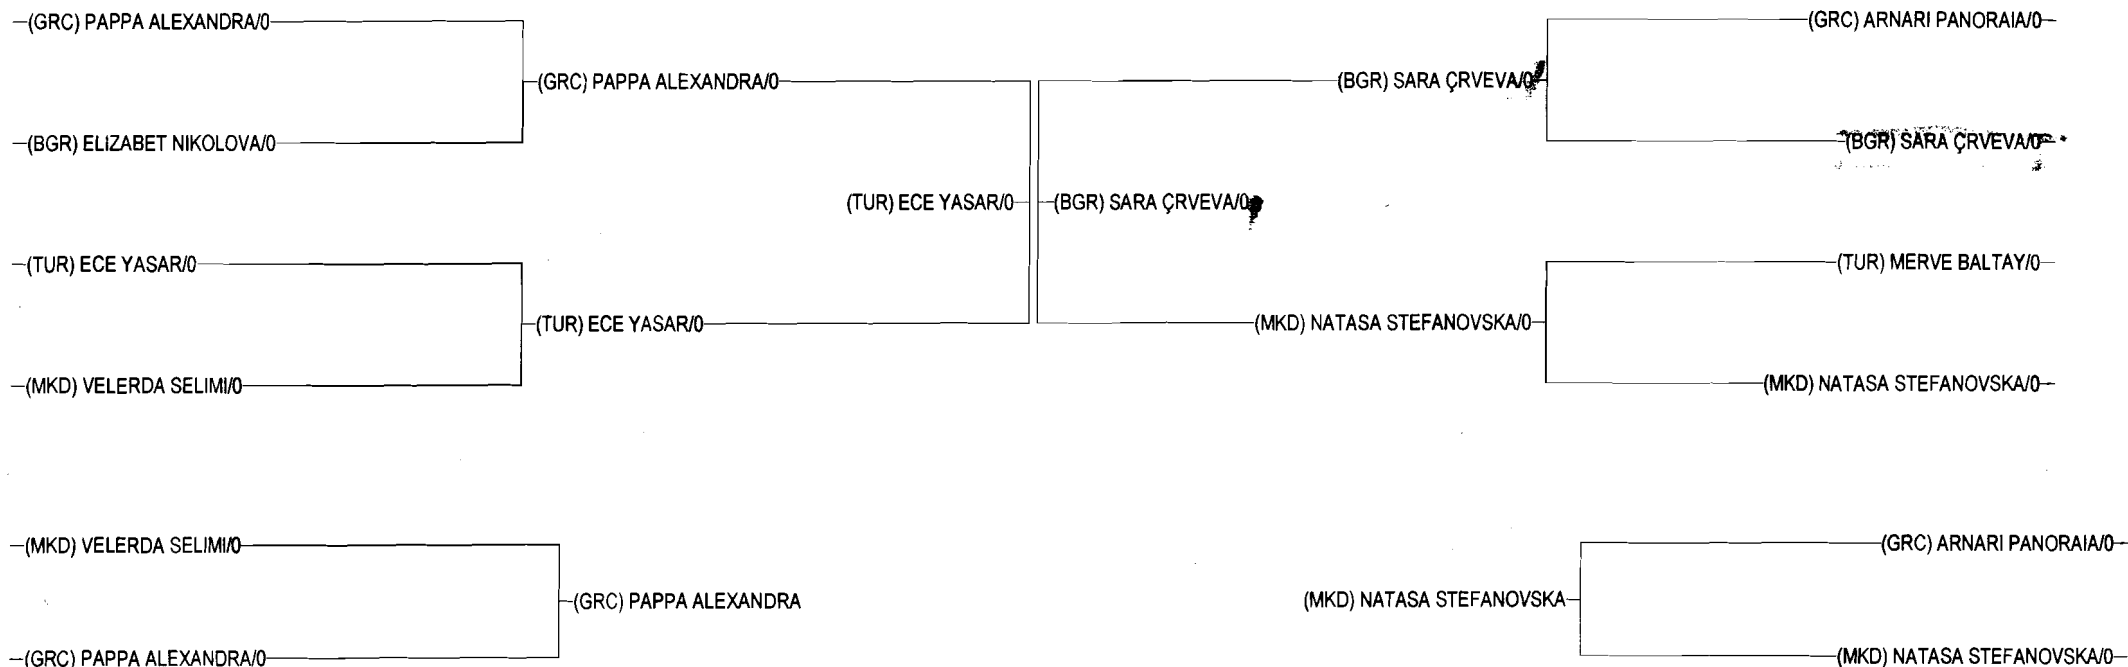 (GRC) PAPPA ALEXANDRA/0
(BGR) ELIZABET NIKOLOVA/0
(TUR) ECE YASAR/0
(MKD) VELERDA SELIMI/0
(GRC) PAPPA ALEXANDRA/0
(TUR) ECE YASAR/0
(TUR) ECE YASAR/0
(BGR) SARA ÇRVEVA/0
(BGR) SARA ÇRVEVA/0
(MKD) NATASA STEFANOVSKA/0
(GRC) ARNARI PANORAIA/0
(BGR) SARA ÇRVEVA/0
(TUR) MERVE BALTAY/0
(MKD) NATASA STEFANOVSKA/0
(MKD) VELERDA SELIMI/0
(GRC) PAPPA ALEXANDRA/0
(GRC) PAPPA ALEXANDRA
(MKD) NATASA STEFANOVSKA
(GRC) ARNARI PANORAIA/0
(MKD) NATASA STEFANOVSKA/0